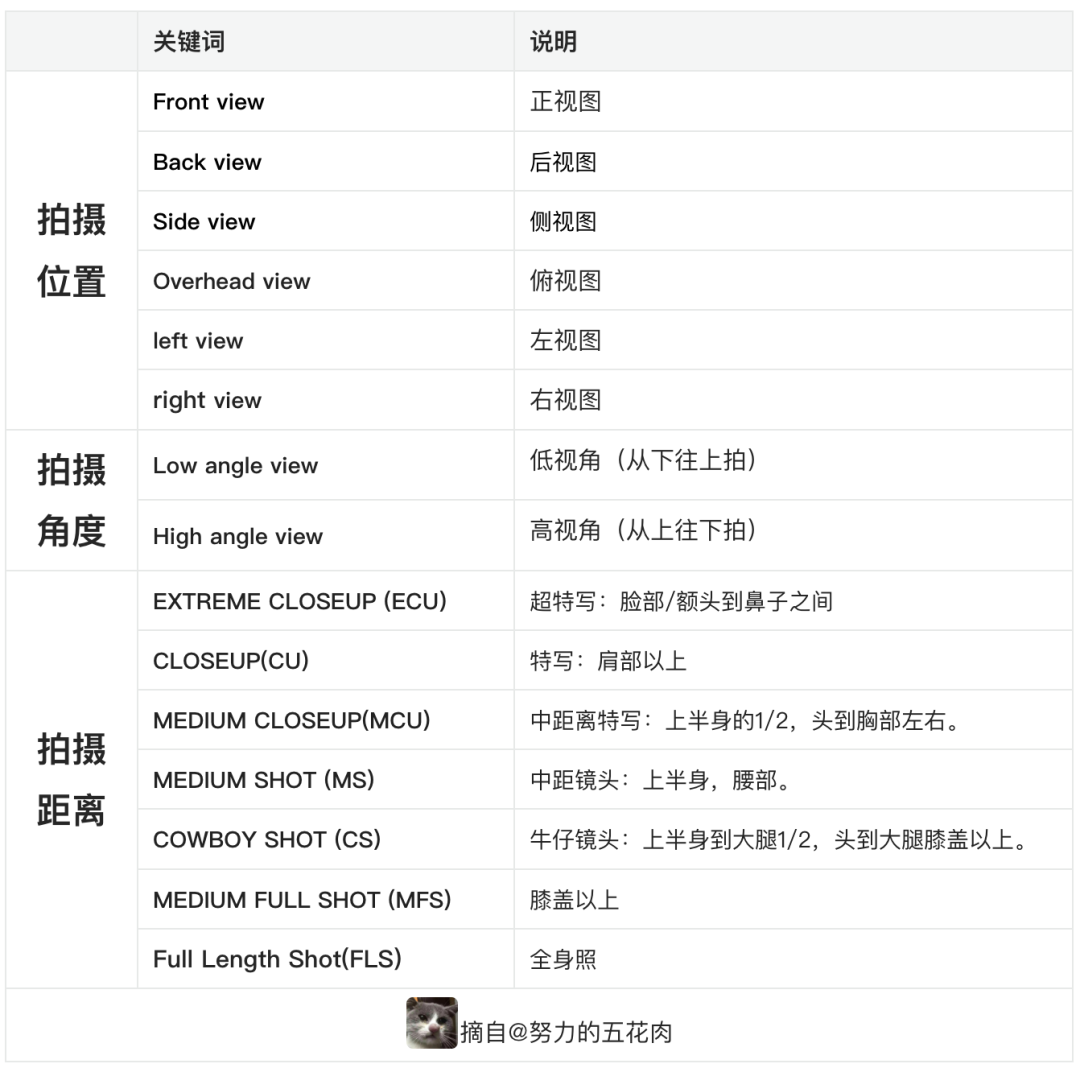 关键词 说明
拍摄
位置
Front view 正视图
Back view 后视图
Side view 侧视图
Overhead view 俯视图
left view 左视图
right view 右视图
拍摄
角度
Low angle view 低视角（从下往上拍）
High angle view 高视角（从上往下拍）
拍摄
距离
EXTREME CLOSEUP (ECU) 超特写：脸部/额头到鼻子之间
CLOSEUP(CU) 特写：肩部以上
MEDIUM CLOSEUP(MCU) 中距离特写：上半身的1/2，头到胸部左右。
MEDIUM SHOT (MS) 中距镜头：上半身，腰部。
COWBOY SHOT (CS) 牛仔镜头：上半身到大腿1/2，头到大腿膝盖以上。
MEDIUM FULL SHOT (MFS) 膝盖以上
Full Length Shot(FLS) 全身照
摘自@努力的五花肉